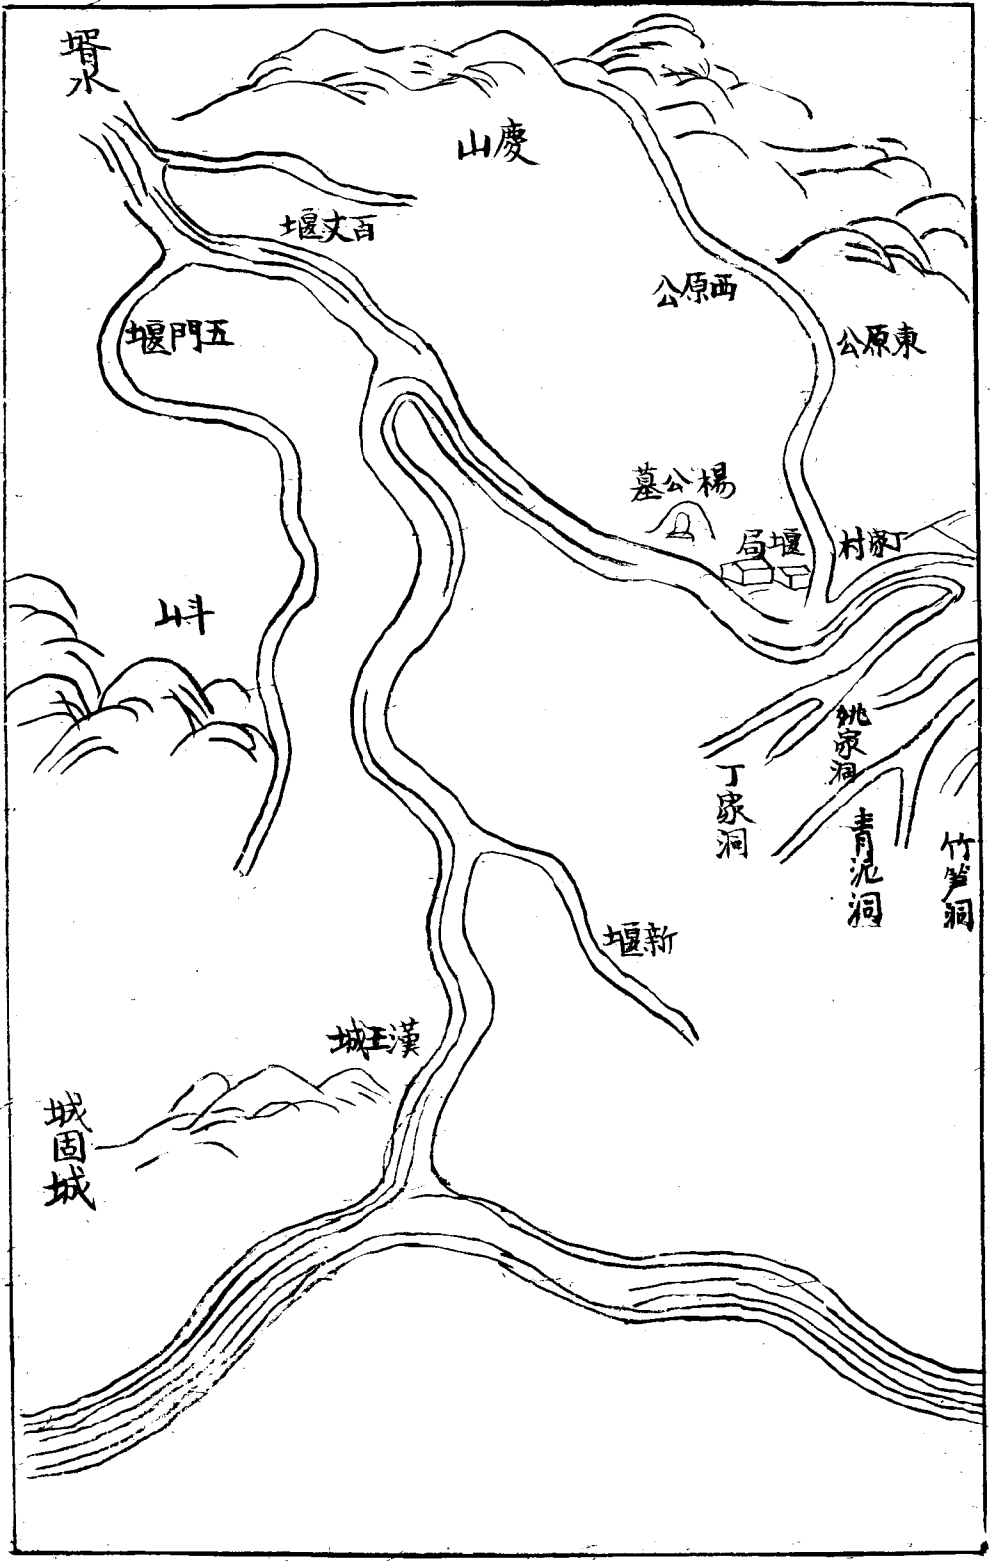 壻水
慶山
百丈堰
西原公
五門堰
東原公
楊公墓
堰局
丁家村
斗山
姚家洞
丁家洞
青泥洞
竹笋洞
新堰
漢王城
城固城